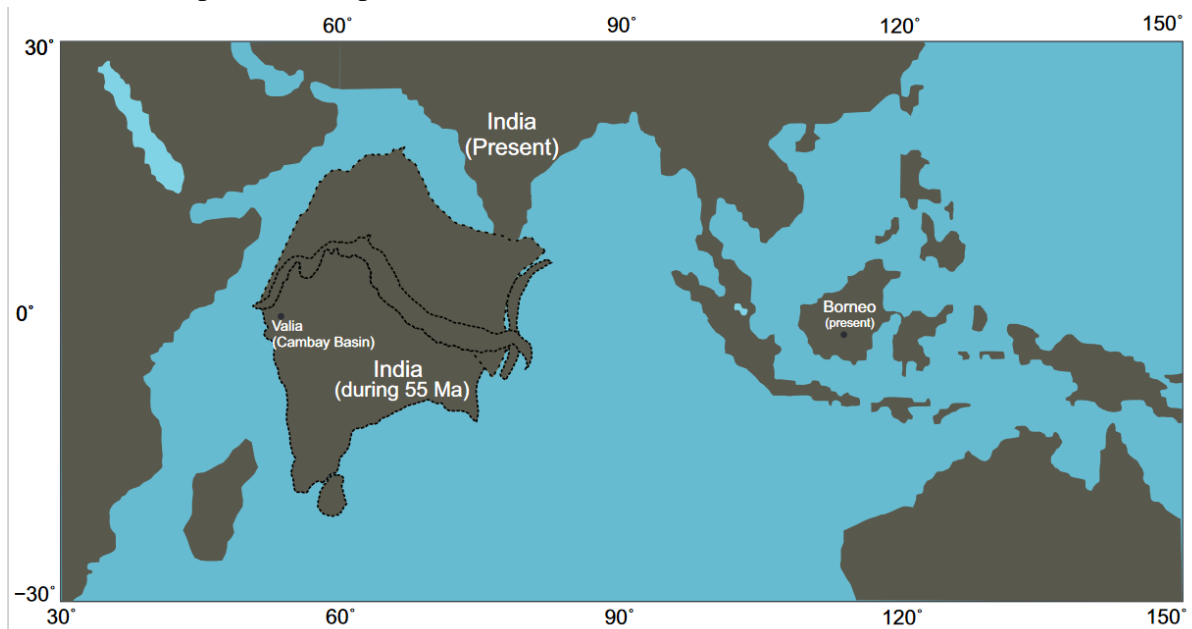 60˚ 90˚ 120˚ 150˚
30˚
India
(Present)
0˚
Valia
(Cambay Basin)
Borneo
(present)
India
(during 55 Ma)
−30˚
30˚ 60˚ 90˚ 120˚ 150˚